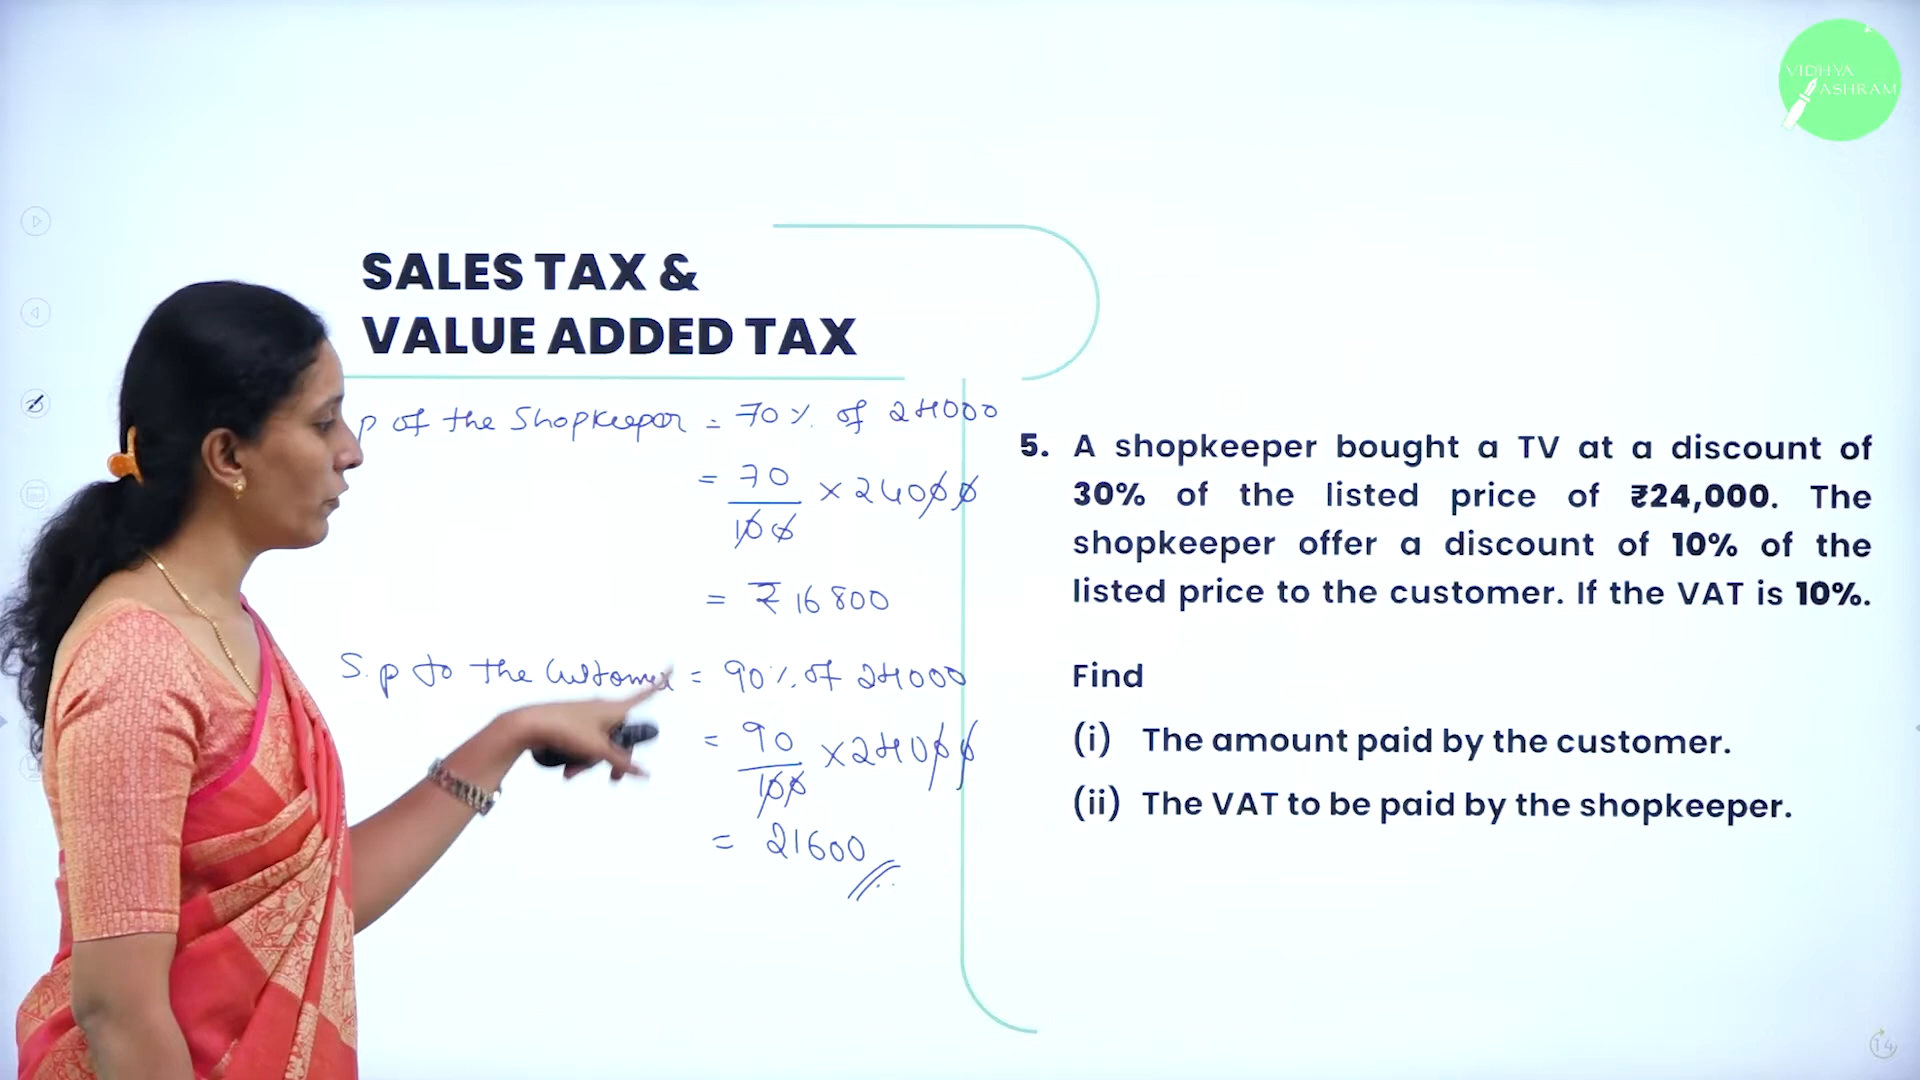 VIDHYA
ASHRAM
SALES TAX &
VALUE ADDED TAX
p of the Shopkeeper = 70 % of 24000
= 70/100 × 24000
= ₹ 16800
S.p to the Customer = 90 % of 24000
= 90/100 × 24000
= 21600
5. A shopkeeper bought a TV at a discount of
30% of the listed price of ₹24,000. The
shopkeeper offer a discount of 10% of the
listed price to the customer. If the VAT is 10%.
Find
(i) The amount paid by the customer.
(ii) The VAT to be paid by the shopkeeper.
14